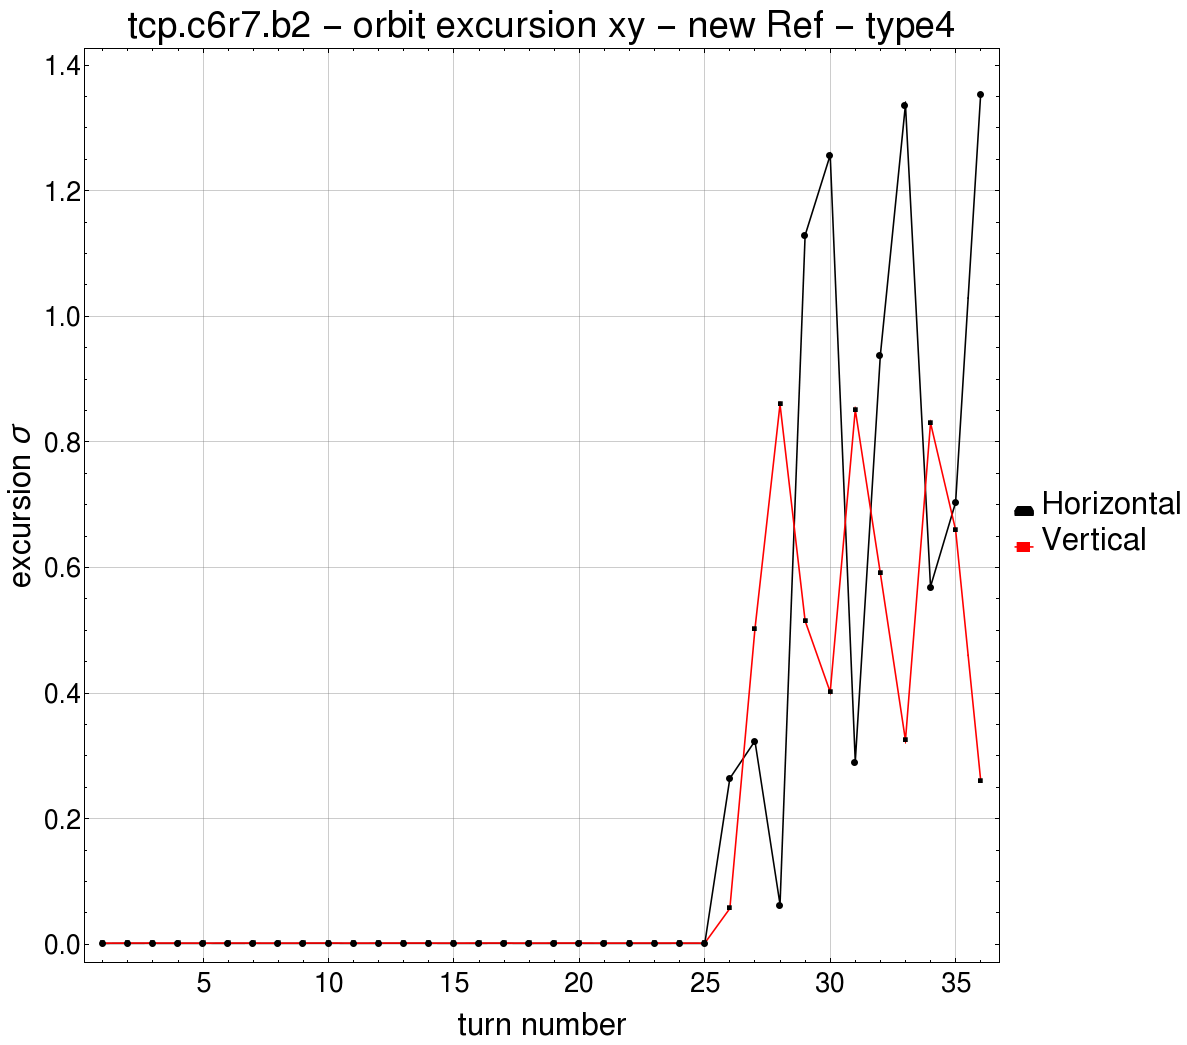 tcp.c6r7.b2 − orbit excursion xy − new Ref − type4
1.4
1.2
1.0
0.8
0.6
0.4
0.2
0.0
excursion σ
5 10 15 20 25 30 35
turn number
Horizontal
Vertical